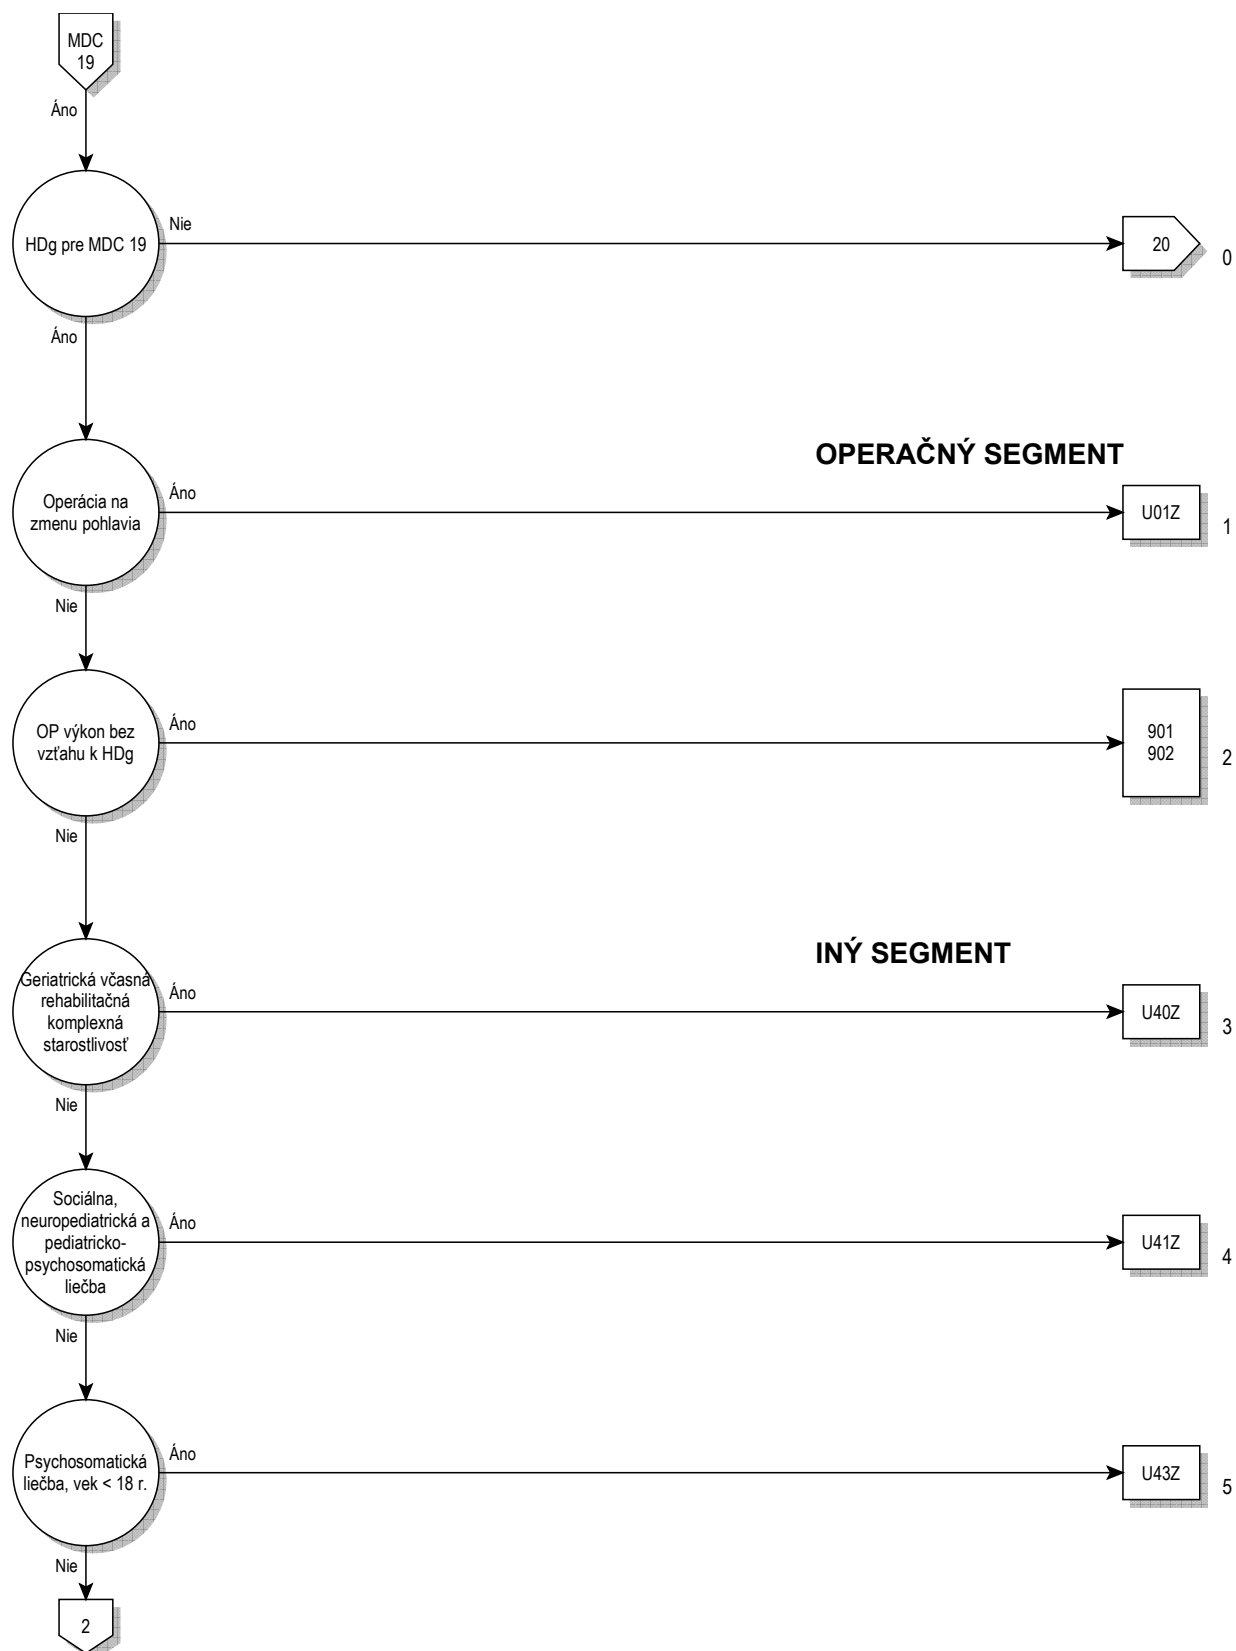 MDC
19
Áno
HDg pre MDC 19
Nie
20
0
Áno
OPERAČNÝ SEGMENT
Operácia na
zmenu pohlavia
Áno
U01Z
1
Nie
OP výkon bez
vzťahu k HDg
Áno
901
902
2
Nie
INÝ SEGMENT
Geriatrická včasná
rehabilitačná
komplexná
starostlivosť
Áno
U40Z
3
Nie
Sociálna,
neuropediatrická a
pediatricko-
psychosomatická
liečba
Áno
U41Z
4
Nie
Psychosomatická
liečba, vek < 18 r.
Áno
U43Z
5
Nie
2